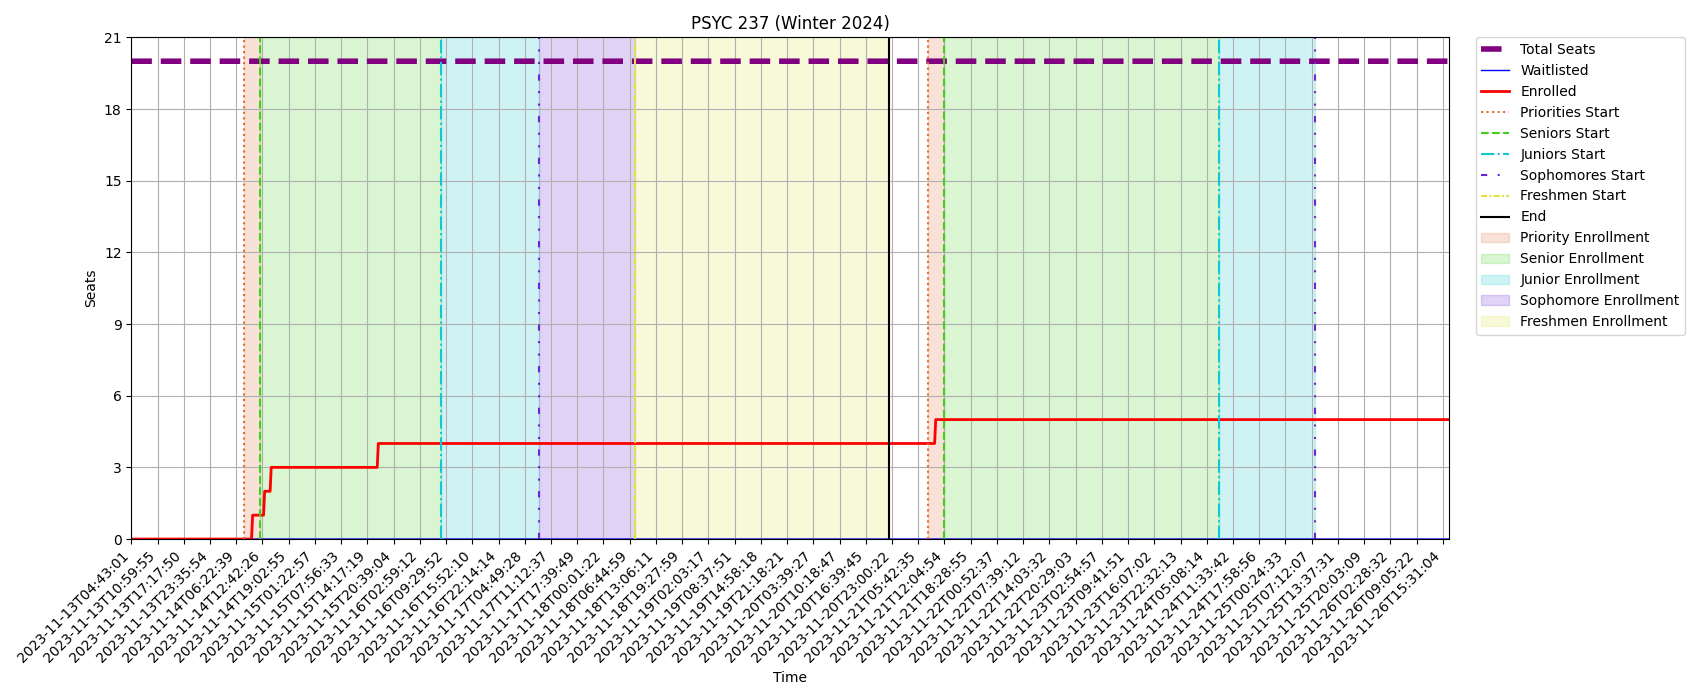 PSYC 237 (Winter 2024)
21
18
15
12
9
6
3
0
Seats
2023-11-13T04:43:01
2023-11-13T10:59:55
2023-11-13T17:17:50
2023-11-13T23:35:54
2023-11-14T06:22:39
2023-11-14T12:42:26
2023-11-14T19:02:55
2023-11-15T01:22:57
2023-11-15T07:56:33
2023-11-15T14:17:19
2023-11-15T20:39:04
2023-11-16T02:59:12
2023-11-16T09:29:52
2023-11-16T15:52:10
2023-11-16T22:14:14
2023-11-17T04:49:28
2023-11-17T11:12:37
2023-11-17T17:39:49
2023-11-18T00:01:22
2023-11-18T06:44:59
2023-11-18T13:06:11
2023-11-18T19:27:59
2023-11-19T02:03:17
2023-11-19T08:37:51
2023-11-19T14:58:18
2023-11-19T21:18:21
2023-11-20T03:39:27
2023-11-20T10:18:47
2023-11-20T16:39:45
2023-11-20T23:00:22
2023-11-21T05:42:35
2023-11-21T12:04:54
2023-11-21T18:28:55
2023-11-22T00:52:37
2023-11-22T07:39:12
2023-11-22T14:03:32
2023-11-22T20:29:03
2023-11-23T02:54:57
2023-11-23T09:41:51
2023-11-23T16:07:02
2023-11-23T22:32:13
2023-11-24T05:08:14
2023-11-24T11:33:42
2023-11-24T17:58:56
2023-11-25T00:24:33
2023-11-25T07:12:07
2023-11-25T13:37:31
2023-11-25T20:03:09
2023-11-26T02:28:32
2023-11-26T09:05:22
2023-11-26T15:31:04
Time
Total Seats
Waitlisted
Enrolled
Priorities Start
Seniors Start
Juniors Start
Sophomores Start
Freshmen Start
End
Priority Enrollment
Senior Enrollment
Junior Enrollment
Sophomore Enrollment
Freshmen Enrollment